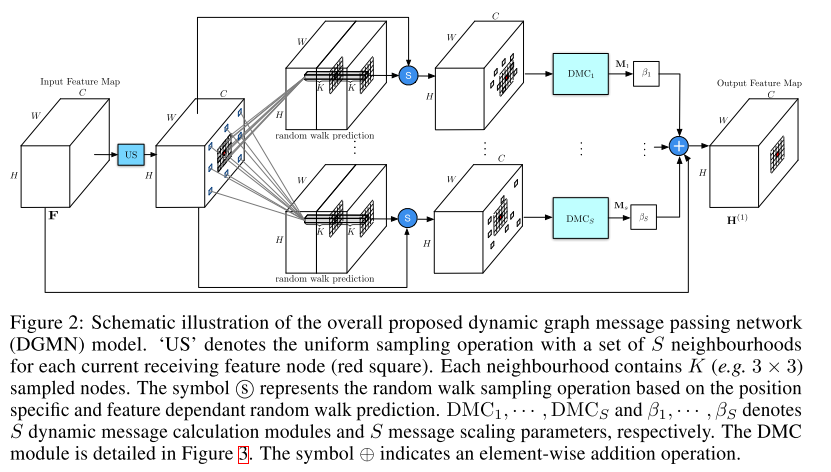 Input Feature Map
C
W
H
F
US
C
W
H
W
H
K
K
random walk prediction
S
C
W
H
DMC₁
M₁
β₁
⋮
⋮
⋮
⋮
W
H
K
K
random walk prediction
S
C
W
H
DMC_S
M_s
β_S
+
Output Feature Map
C
W
H
H⁽¹⁾
Figure 2: Schematic illustration of the overall proposed dynamic graph message passing network
(DGMN) model. ‘US’ denotes the uniform sampling operation with a set of S neighbourhoods
for each current receiving feature node (red square). Each neighbourhood contains K (e.g. 3 × 3)
sampled nodes. The symbol Ⓢ represents the random walk sampling operation based on the position
specific and feature dependant random walk prediction. DMC₁, ⋯ , DMC_S and β₁, ⋯ , β_S denotes
S dynamic message calculation modules and S message scaling parameters, respectively. The DMC
module is detailed in Figure 3. The symbol ⊕ indicates an element-wise addition operation.